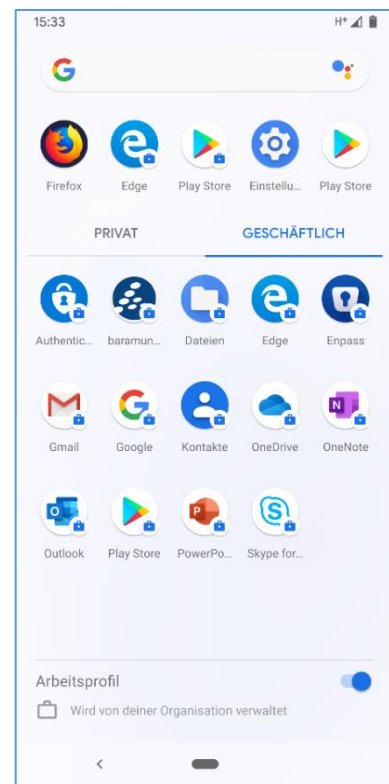 15:33 H+
Firefox Edge Play Store Einstellu... Play Store
PRIVAT GESCHÄFTLICH
Authentic... baramun... Dateien Edge Enpass
Gmail Google Kontakte OneDrive OneNote
Outlook Play Store PowerPo... Skype for...
Arbeitsprofil
Wird von deiner Organisation verwaltet